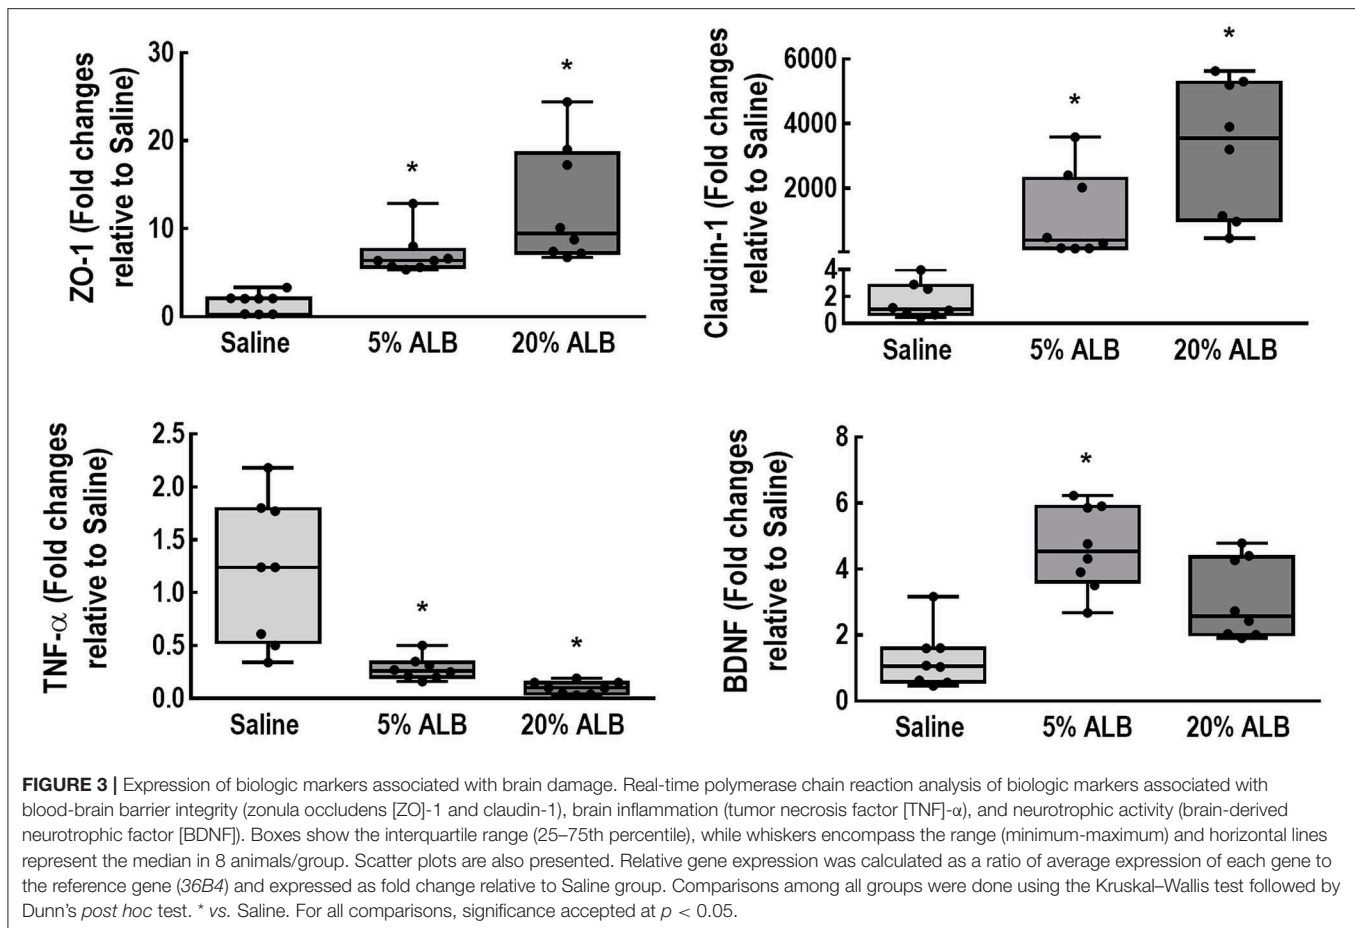 ZO-1 (Fold changes
relative to Saline)
30
20
10
0
*
*
Saline
5% ALB
20% ALB
Claudin-1 (Fold changes
relative to Saline)
6000
4000
2000
4
2
0
*
*
Saline
5% ALB
20% ALB
TNF-α (Fold changes
relative to Saline)
2.5
2.0
1.5
1.0
0.5
0.0
*
*
Saline
5% ALB
20% ALB
BDNF (Fold changes
relative to Saline)
8
6
4
2
0
*
Saline
5% ALB
20% ALB
FIGURE 3 | Expression of biologic markers associated with brain damage. Real-time polymerase chain reaction analysis of biologic markers associated with
blood-brain barrier integrity (zonula occludens [ZO]-1 and claudin-1), brain inflammation (tumor necrosis factor [TNF]-α), and neurotrophic activity (brain-derived
neurotrophic factor [BDNF]). Boxes show the interquartile range (25–75th percentile), while whiskers encompass the range (minimum-maximum) and horizontal lines
represent the median in 8 animals/group. Scatter plots are also presented. Relative gene expression was calculated as a ratio of average expression of each gene to
the reference gene (36B4) and expressed as fold change relative to Saline group. Comparisons among all groups were done using the Kruskal–Wallis test followed by
Dunn's post hoc test. * vs. Saline. For all comparisons, significance accepted at p < 0.05.